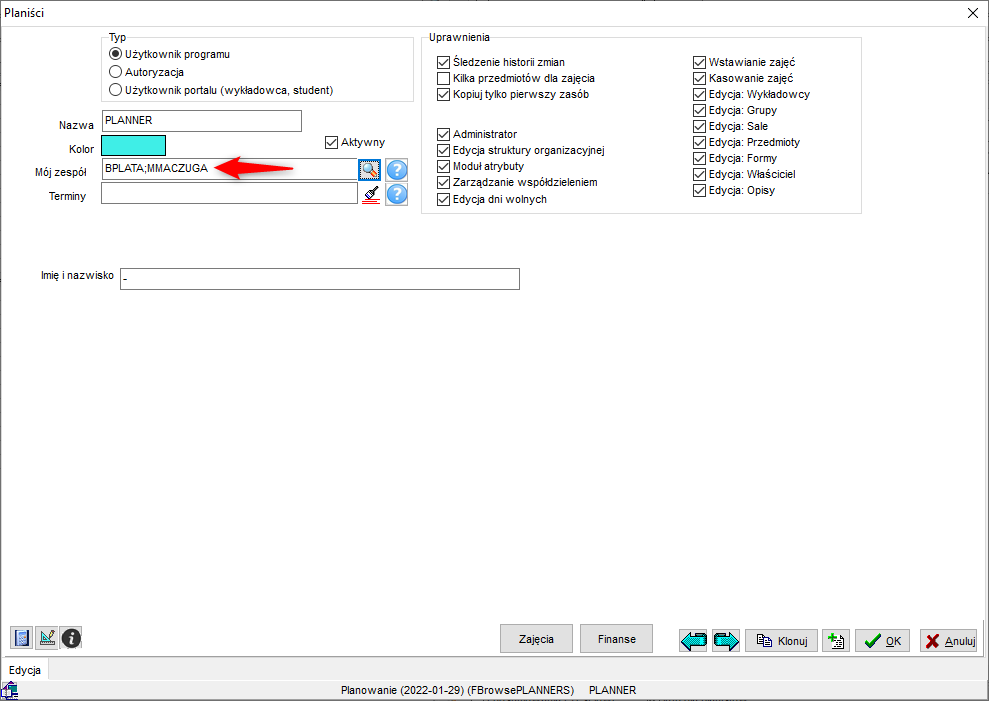 Planiści
Typ
Użytkownik programu
Autoryzacja
Użytkownik portalu (wykładowca, student)
Nazwa PLANNER
Kolor
Aktywny
Mój zespół BPLATA;MMACZUGA
Terminy
Uprawnienia
Śledzenie historii zmian
Kilka przedmiotów dla zajęcia
Kopiuj tylko pierwszy zasób
Administrator
Edycja struktury organizacyjnej
Moduł atrybuty
Zarządzanie współdzieleniem
Edycja dni wolnych
Wstawianie zajęć
Kasowanie zajęć
Edycja: Wykładowcy
Edycja: Grupy
Edycja: Sale
Edycja: Przedmioty
Edycja: Formy
Edycja: Właściciel
Edycja: Opisy
Imię i nazwisko -
Zajęcia
Finanse
Klonuj
OK
Anuluj
Edycja
Planowanie (2022-01-29) (FBrowsePLANNERS) PLANNER